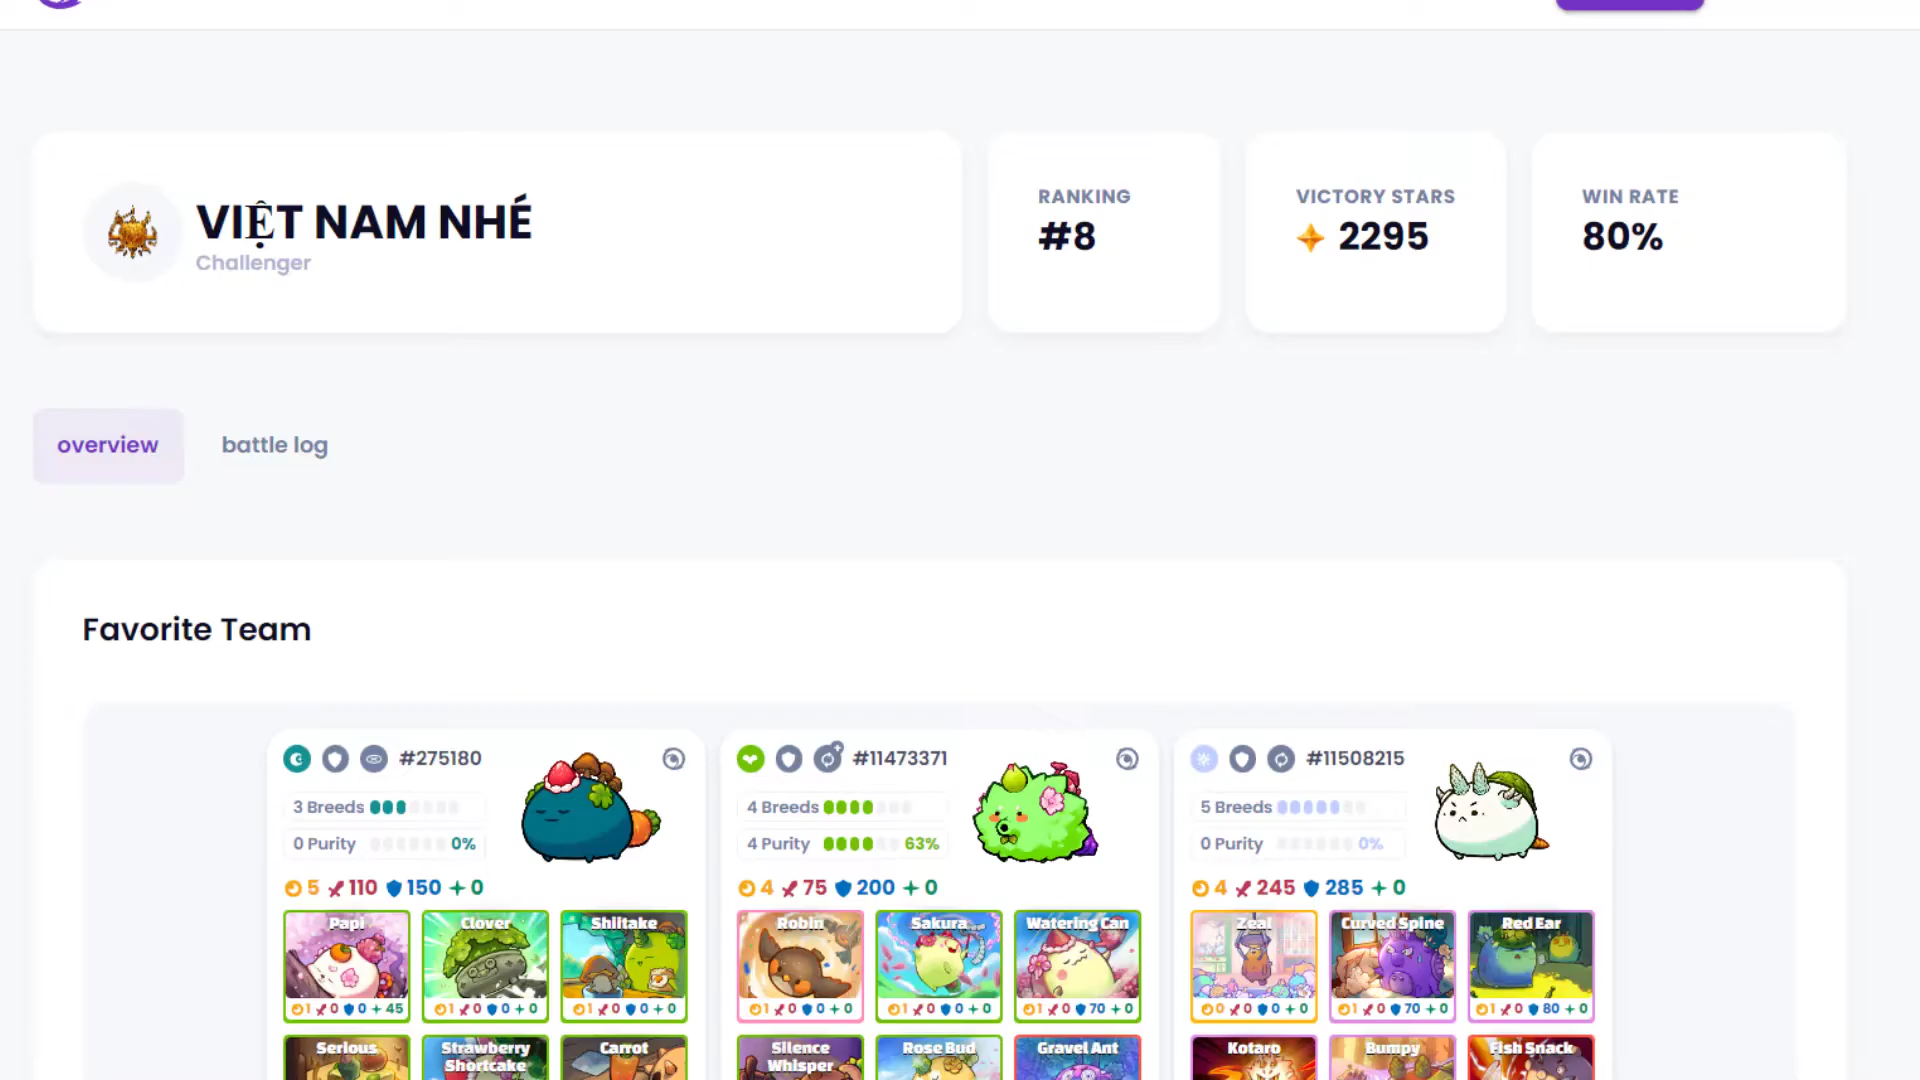 VIỆT NAM NHÉ
Challenger
RANKING
#8
VICTORY STARS
2295
WIN RATE
80%
overview
battle log
Favorite Team
#275180
3 Breeds
0 Purity 0%
5 110 150 + 0
Papi
1 0 0 + 45
Clover
1 0 0 + 0
Shiitake
1 0 0 + 0
Serious
Strawberry
Shortcake
Carrot
#11473371
4 Breeds
4 Purity 63%
4 75 200 + 0
Robin
1 0 0 + 0
Sakura
1 0 0 + 0
Watering Can
1 0 70 + 0
Silence
Whisper
Rose Bud
Gravel Ant
#11508215
5 Breeds
0 Purity 0%
4 245 285 + 0
Zeal
0 0 0 + 0
Curved Spine
1 0 70 + 0
Red Ear
1 0 80 + 0
Kotaro
Bumpy
Fish Snack